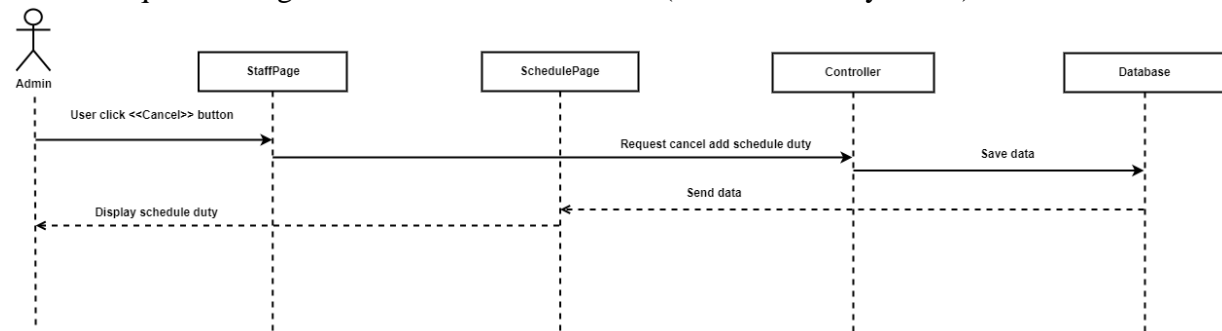 Admin
StaffPage
SchedulePage
Controller
Database
User click <<Cancel>> button
Request cancel add schedule duty
Save data
Send data
Display schedule duty